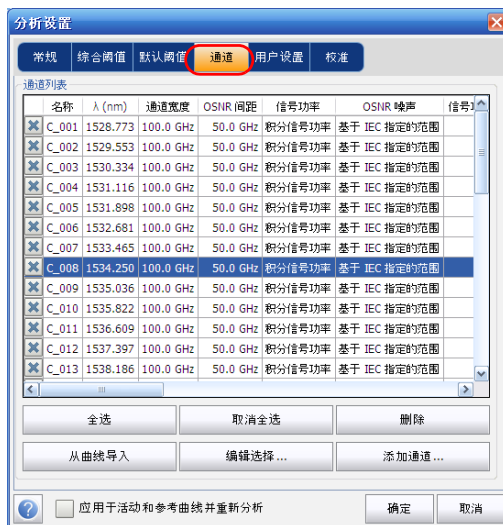 分析设置
常规 综合阈值 默认阈值 通道 用户设置 校准
通道列表
名称 λ (nm) 通道宽度 OSNR 间距 信号功率 OSNR 噪声
C_001 1528.773 100.0 GHz 50.0 GHz 积分信号功率 基于 IEC 指定的范围
C_002 1529.553 100.0 GHz 50.0 GHz 积分信号功率 基于 IEC 指定的范围
C_003 1530.334 100.0 GHz 50.0 GHz 积分信号功率 基于 IEC 指定的范围
C_004 1531.116 100.0 GHz 50.0 GHz 积分信号功率 基于 IEC 指定的范围
C_005 1531.898 100.0 GHz 50.0 GHz 积分信号功率 基于 IEC 指定的范围
C_006 1532.681 100.0 GHz 50.0 GHz 积分信号功率 基于 IEC 指定的范围
C_007 1533.465 100.0 GHz 50.0 GHz 积分信号功率 基于 IEC 指定的范围
C_008 1534.250 100.0 GHz 50.0 GHz 积分信号功率 基于 IEC 指定的范围
C_009 1535.036 100.0 GHz 50.0 GHz 积分信号功率 基于 IEC 指定的范围
C_010 1535.822 100.0 GHz 50.0 GHz 积分信号功率 基于 IEC 指定的范围
C_011 1536.609 100.0 GHz 50.0 GHz 积分信号功率 基于 IEC 指定的范围
C_012 1537.397 100.0 GHz 50.0 GHz 积分信号功率 基于 IEC 指定的范围
C_013 1538.186 100.0 GHz 50.0 GHz 积分信号功率 基于 IEC 指定的范围
全选 取消全选 删除
从曲线导入 编辑选择... 添加通道...
应用于活动和参考曲线并重新分析 确定 取消